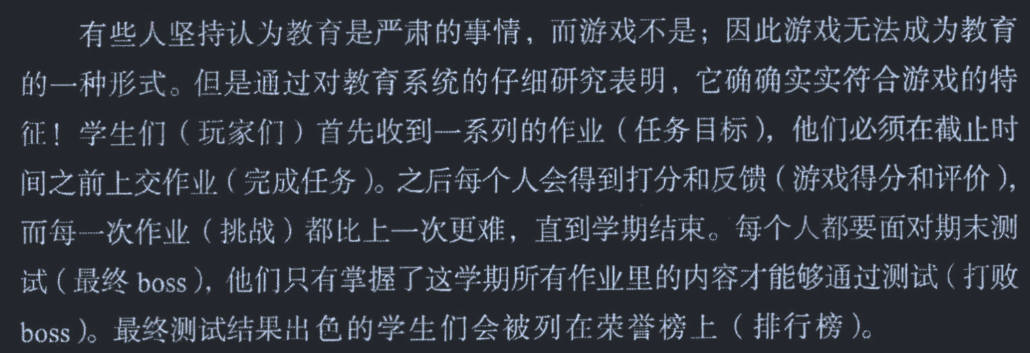 有些人坚持认为教育是严肃的事情，而游戏不是；因此游戏无法成为教育
的一种形式。但是通过对教育系统的仔细研究表明，它确确实实符合游戏的特
征！学生们（玩家们）首先收到一系列的作业（任务目标），他们必须在截止时
间之前上交作业（完成任务）。之后每个人会得到打分和反馈（游戏得分和评价），
而每一次作业（挑战）都比上一次更难，直到学期结束。每个人都要面对期末测
试（最终 boss），他们只有掌握了这学期所有作业里的内容才能够通过测试（打败
boss）。最终测试结果出色的学生们会被列在荣誉榜上（排行榜）。